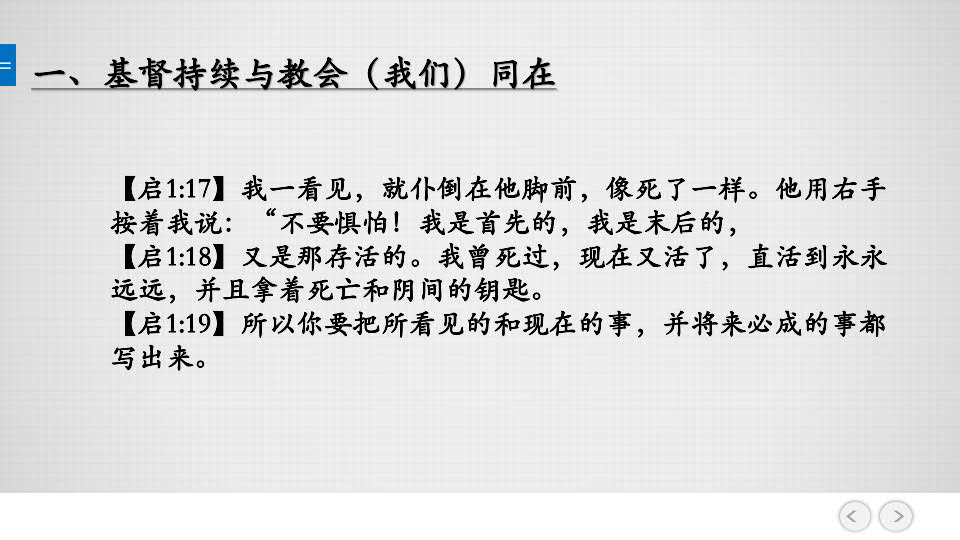 一、基督持续与教会（我们）同在
【启1:17】我一看见，就仆倒在他脚前，像死了一样。他用右手
按着我说：“不要惧怕！我是首先的，我是末后的，
【启1:18】又是那存活的。我曾死过，现在又活了，直活到永永
远远，并且拿着死亡和阴间的钥匙。
【启1:19】所以你要把所看见的和现在的事，并将来必成的事都
写出来。